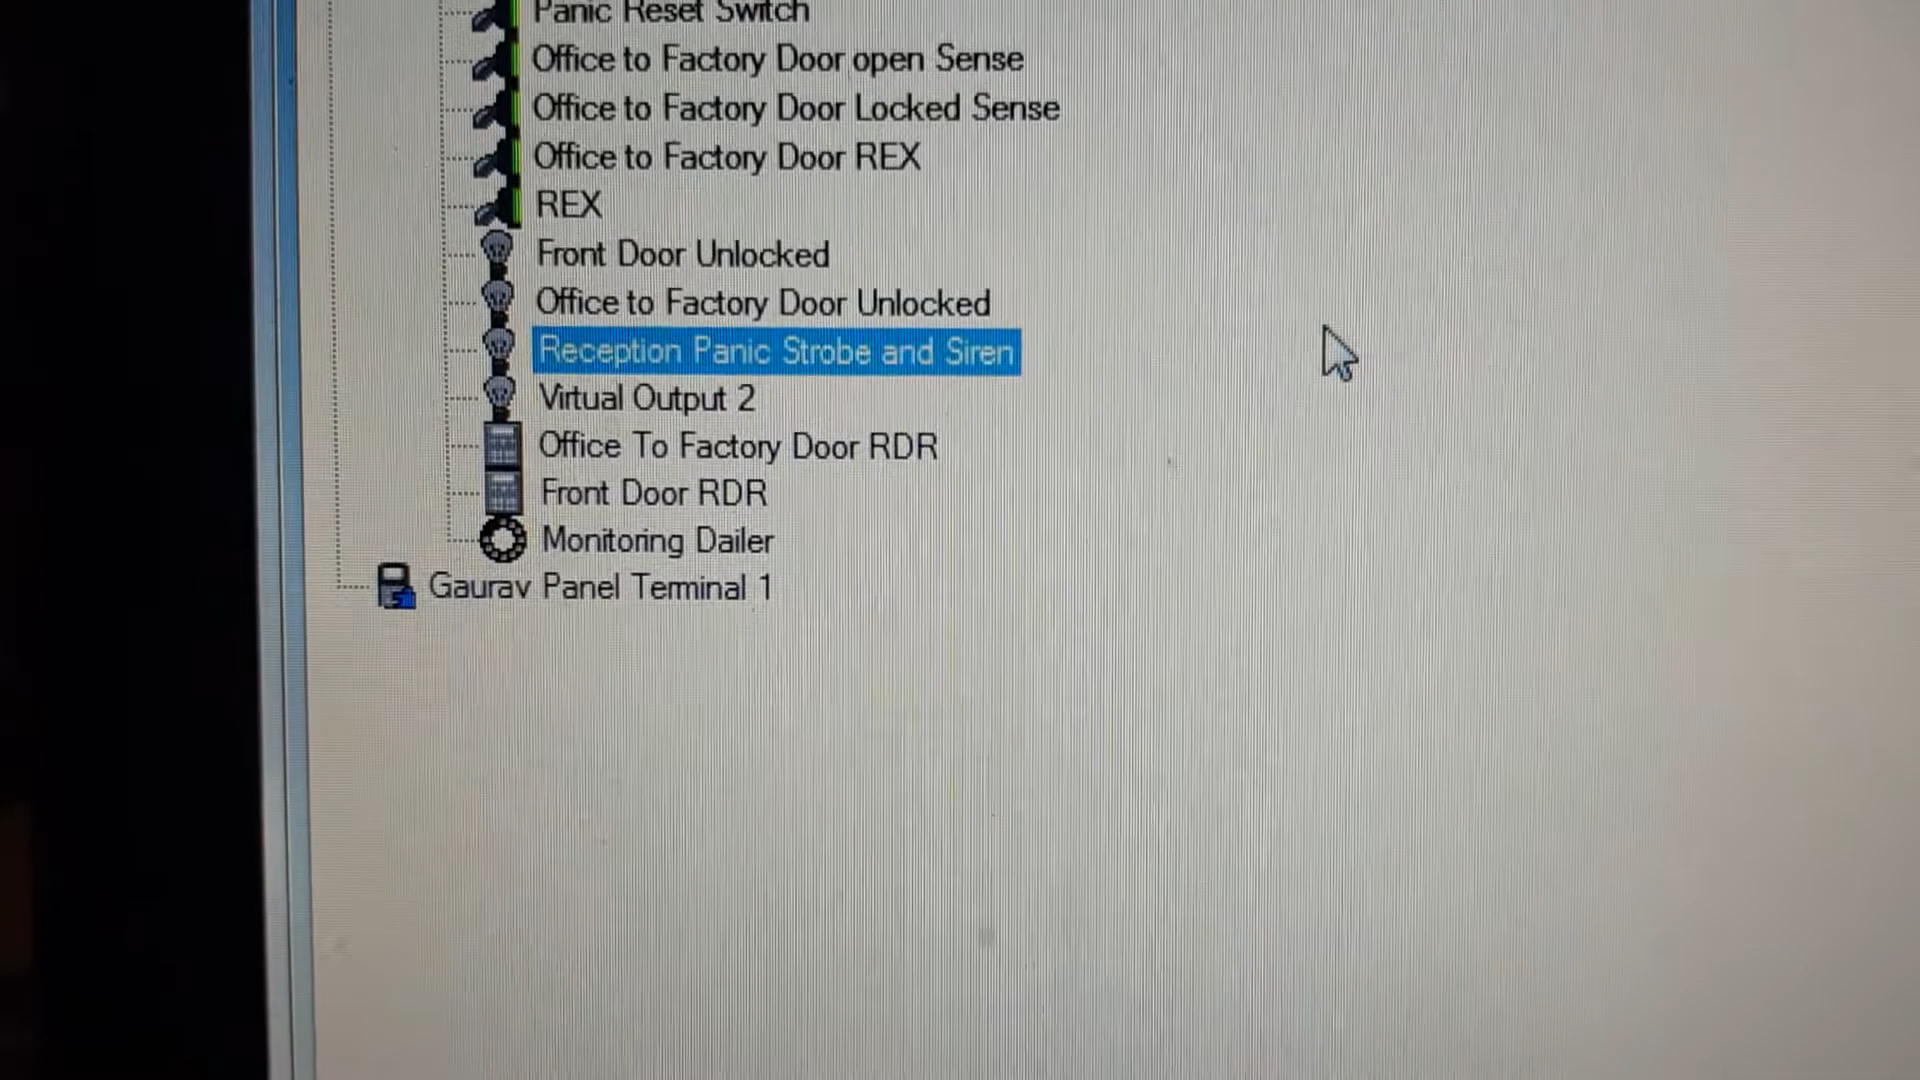 Panic Reset Switch
Office to Factory Door open Sense
Office to Factory Door Locked Sense
Office to Factory Door REX
REX
Front Door Unlocked
Office to Factory Door Unlocked
Reception Panic Strobe and Siren
Virtual Output 2
Office To Factory Door RDR
Front Door RDR
Monitoring Dailer
Gaurav Panel Terminal 1